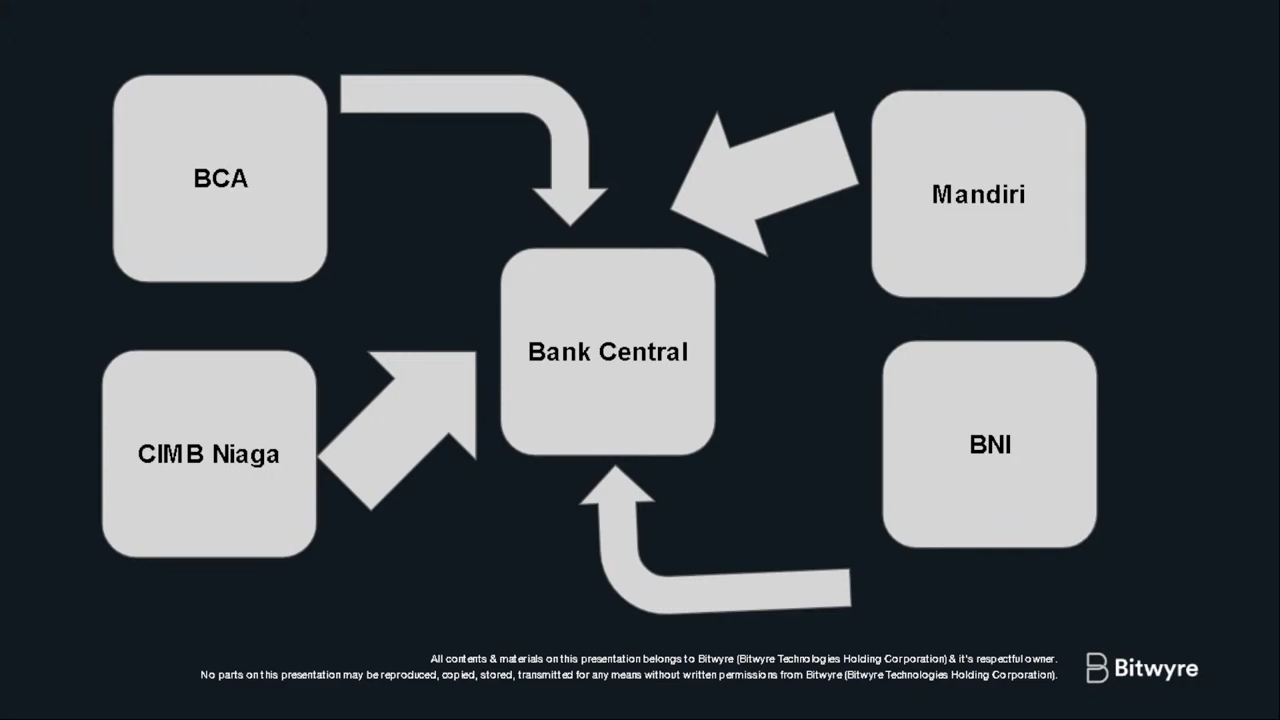 BCA
Mandiri
Bank Central
CIMB Niaga
BNI
All contents & materials on this presentation belongs to Bitwyre (Bitwyre Technologies Holding Corporation) & it's respectful owner.
No parts on this presentation may be reproduced, copied, stored, transmitted for any means without written permissions from Bitwyre (Bitwyre Technologies Holding Corporation).
Bitwyre